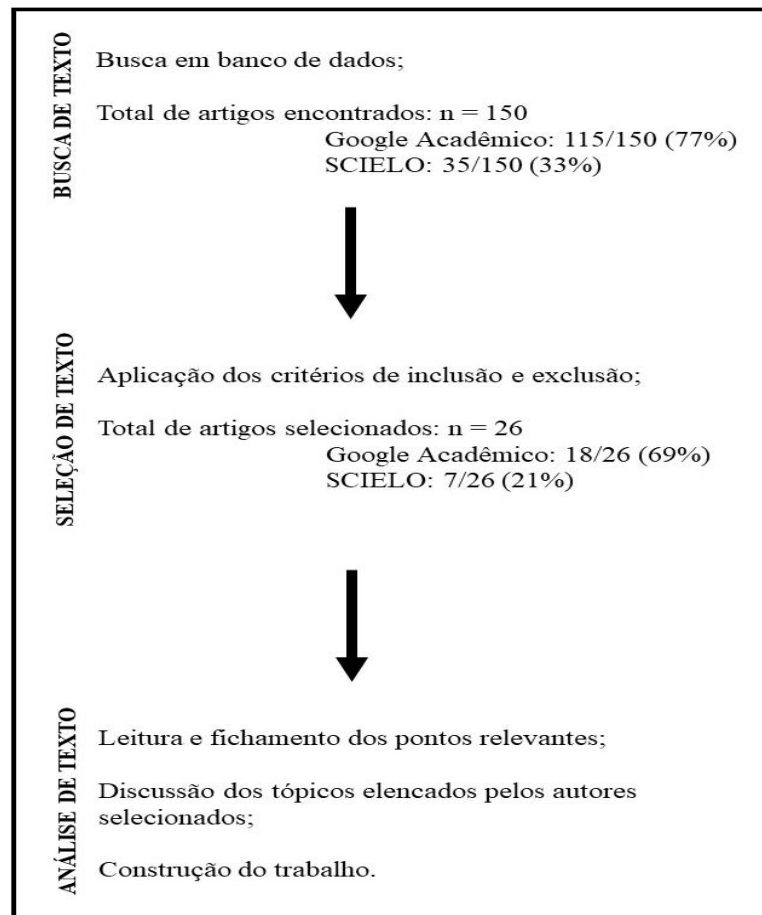 BUSCA DE TEXTO
Busca em banco de dados;
Total de artigos encontrados: n = 150
Google Acadêmico: 115/150 (77%)
SCIELO: 35/150 (33%)
SELEÇÃO DE TEXTO
Aplicação dos critérios de inclusão e exclusão;
Total de artigos selecionados: n = 26
Google Acadêmico: 18/26 (69%)
SCIELO: 7/26 (21%)
ANÁLISE DE TEXTO
Leitura e fichamento dos pontos relevantes;
Discussão dos tópicos elencados pelos autores
selecionados;
Construção do trabalho.